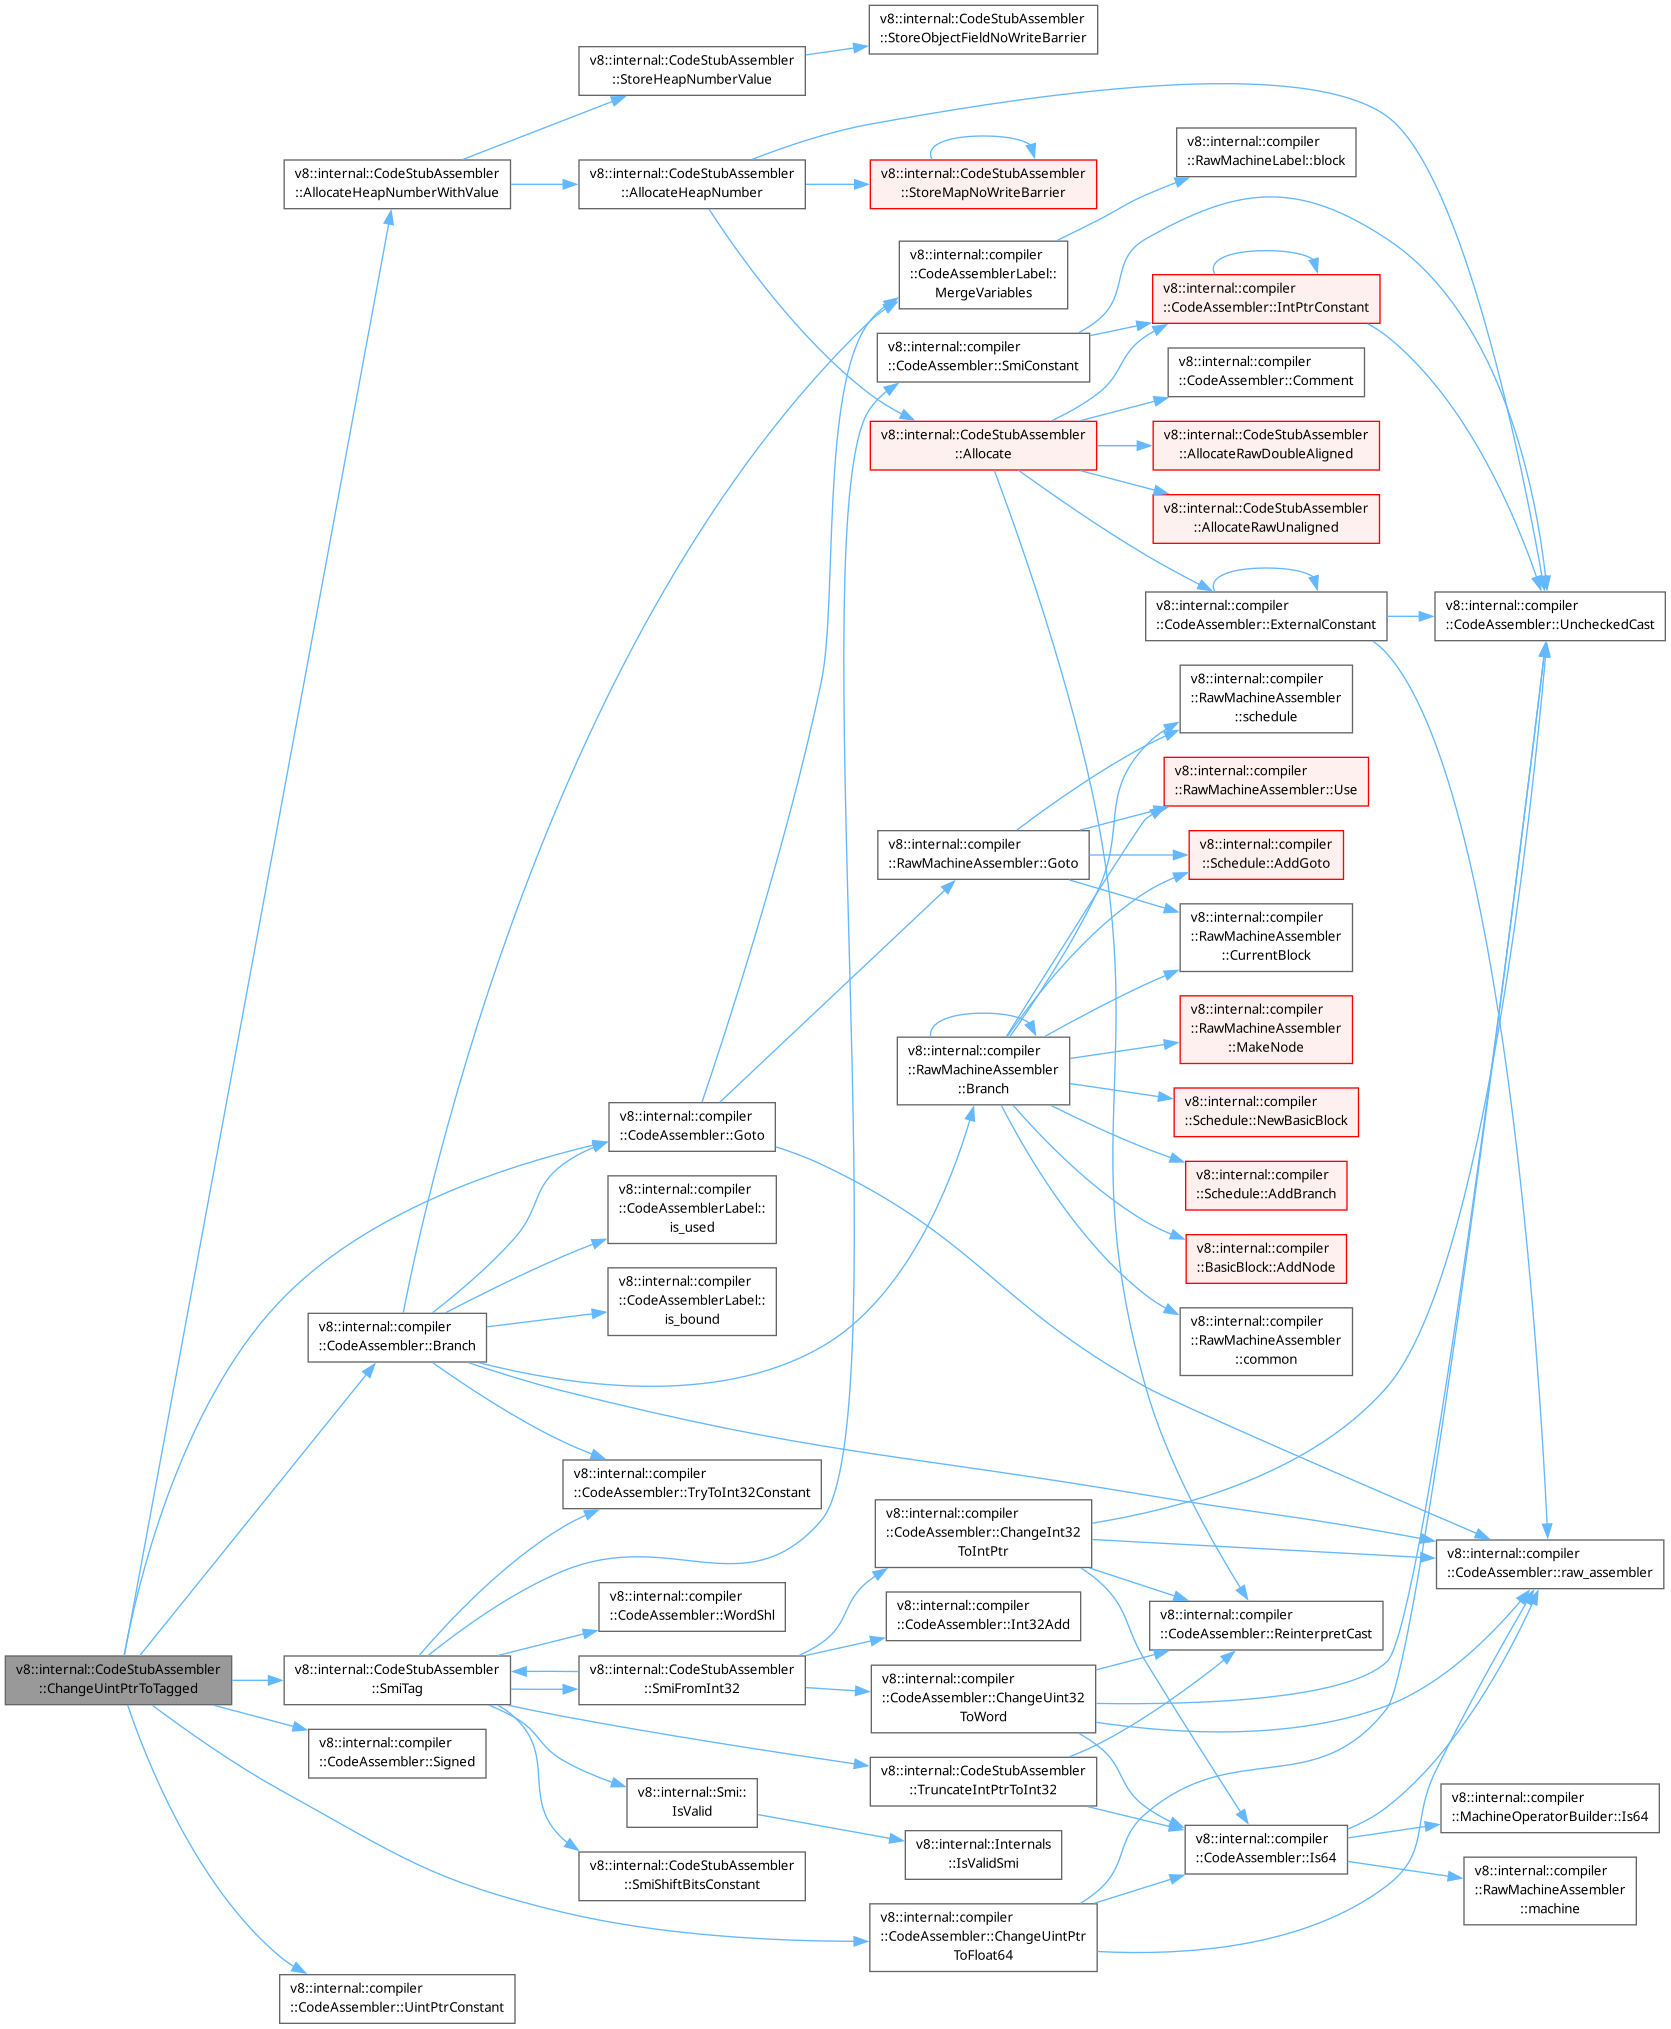 v8::internal::CodeStubAssembler
::StoreObjectFieldNoWriteBarrier
v8::internal::CodeStubAssembler
::StoreHeapNumberValue
v8::internal::CodeStubAssembler
::AllocateHeapNumberWithValue
v8::internal::CodeStubAssembler
::AllocateHeapNumber
v8::internal::CodeStubAssembler
::StoreMapNoWriteBarrier
v8::internal::compiler
::RawMachineLabel::block
v8::internal::compiler
::CodeAssemblerLabel::
MergeVariables
v8::internal::compiler
::CodeAssembler::IntPtrConstant
v8::internal::compiler
::CodeAssembler::SmiConstant
v8::internal::compiler
::CodeAssembler::Comment
v8::internal::CodeStubAssembler
::Allocate
v8::internal::CodeStubAssembler
::AllocateRawDoubleAligned
v8::internal::CodeStubAssembler
::AllocateRawUnaligned
v8::internal::compiler
::CodeAssembler::ExternalConstant
v8::internal::compiler
::CodeAssembler::UncheckedCast
v8::internal::compiler
::RawMachineAssembler
::schedule
v8::internal::compiler
::RawMachineAssembler::Use
v8::internal::compiler
::RawMachineAssembler::Goto
v8::internal::compiler
::Schedule::AddGoto
v8::internal::compiler
::RawMachineAssembler
::CurrentBlock
v8::internal::compiler
::RawMachineAssembler
::MakeNode
v8::internal::compiler
::RawMachineAssembler
::Branch
v8::internal::compiler
::Schedule::NewBasicBlock
v8::internal::compiler
::CodeAssembler::Goto
v8::internal::compiler
::Schedule::AddBranch
v8::internal::compiler
::CodeAssemblerLabel::
is_used
v8::internal::compiler
::BasicBlock::AddNode
v8::internal::compiler
::CodeAssemblerLabel::
is_bound
v8::internal::compiler
::CodeAssembler::Branch
v8::internal::compiler
::RawMachineAssembler
::common
v8::internal::compiler
::CodeAssembler::TryToInt32Constant
v8::internal::compiler
::CodeAssembler::ChangeInt32
ToIntPtr
v8::internal::compiler
::CodeAssembler::raw_assembler
v8::internal::compiler
::CodeAssembler::WordShl
v8::internal::compiler
::CodeAssembler::Int32Add
v8::internal::compiler
::CodeAssembler::ReinterpretCast
v8::internal::CodeStubAssembler
::ChangeUintPtrToTagged
v8::internal::CodeStubAssembler
::SmiTag
v8::internal::CodeStubAssembler
::SmiFromInt32
v8::internal::compiler
::CodeAssembler::ChangeUint32
ToWord
v8::internal::compiler
::CodeAssembler::Signed
v8::internal::CodeStubAssembler
::TruncateIntPtrToInt32
v8::internal::Smi::
IsValid
v8::internal::compiler
::MachineOperatorBuilder::Is64
v8::internal::Internals
::IsValidSmi
v8::internal::compiler
::CodeAssembler::Is64
v8::internal::CodeStubAssembler
::SmiShiftBitsConstant
v8::internal::compiler
::RawMachineAssembler
::machine
v8::internal::compiler
::CodeAssembler::ChangeUintPtr
ToFloat64
v8::internal::compiler
::CodeAssembler::UintPtrConstant